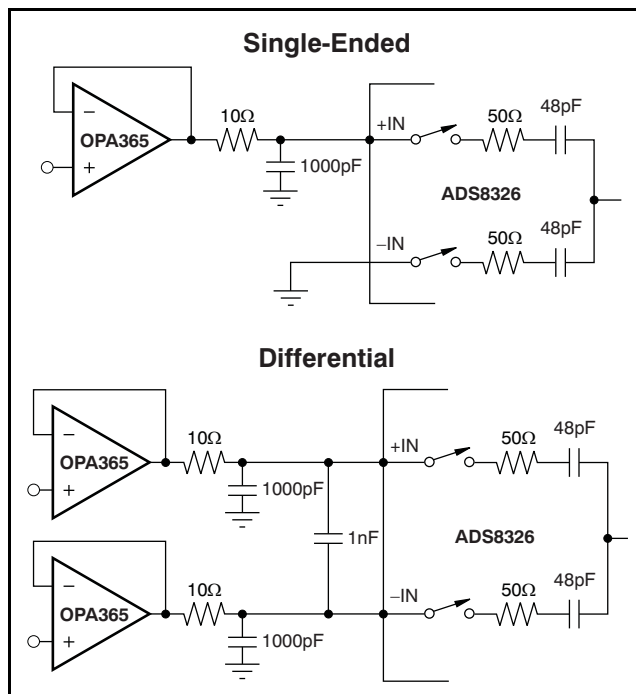 Single-Ended
−
OPA365
+
10Ω
1000pF
+IN
50Ω
48pF
ADS8326
−IN
50Ω
48pF
Differential
−
OPA365
+
10Ω
1000pF
1nF
+IN
50Ω
48pF
ADS8326
−
OPA365
+
10Ω
1000pF
−IN
50Ω
48pF